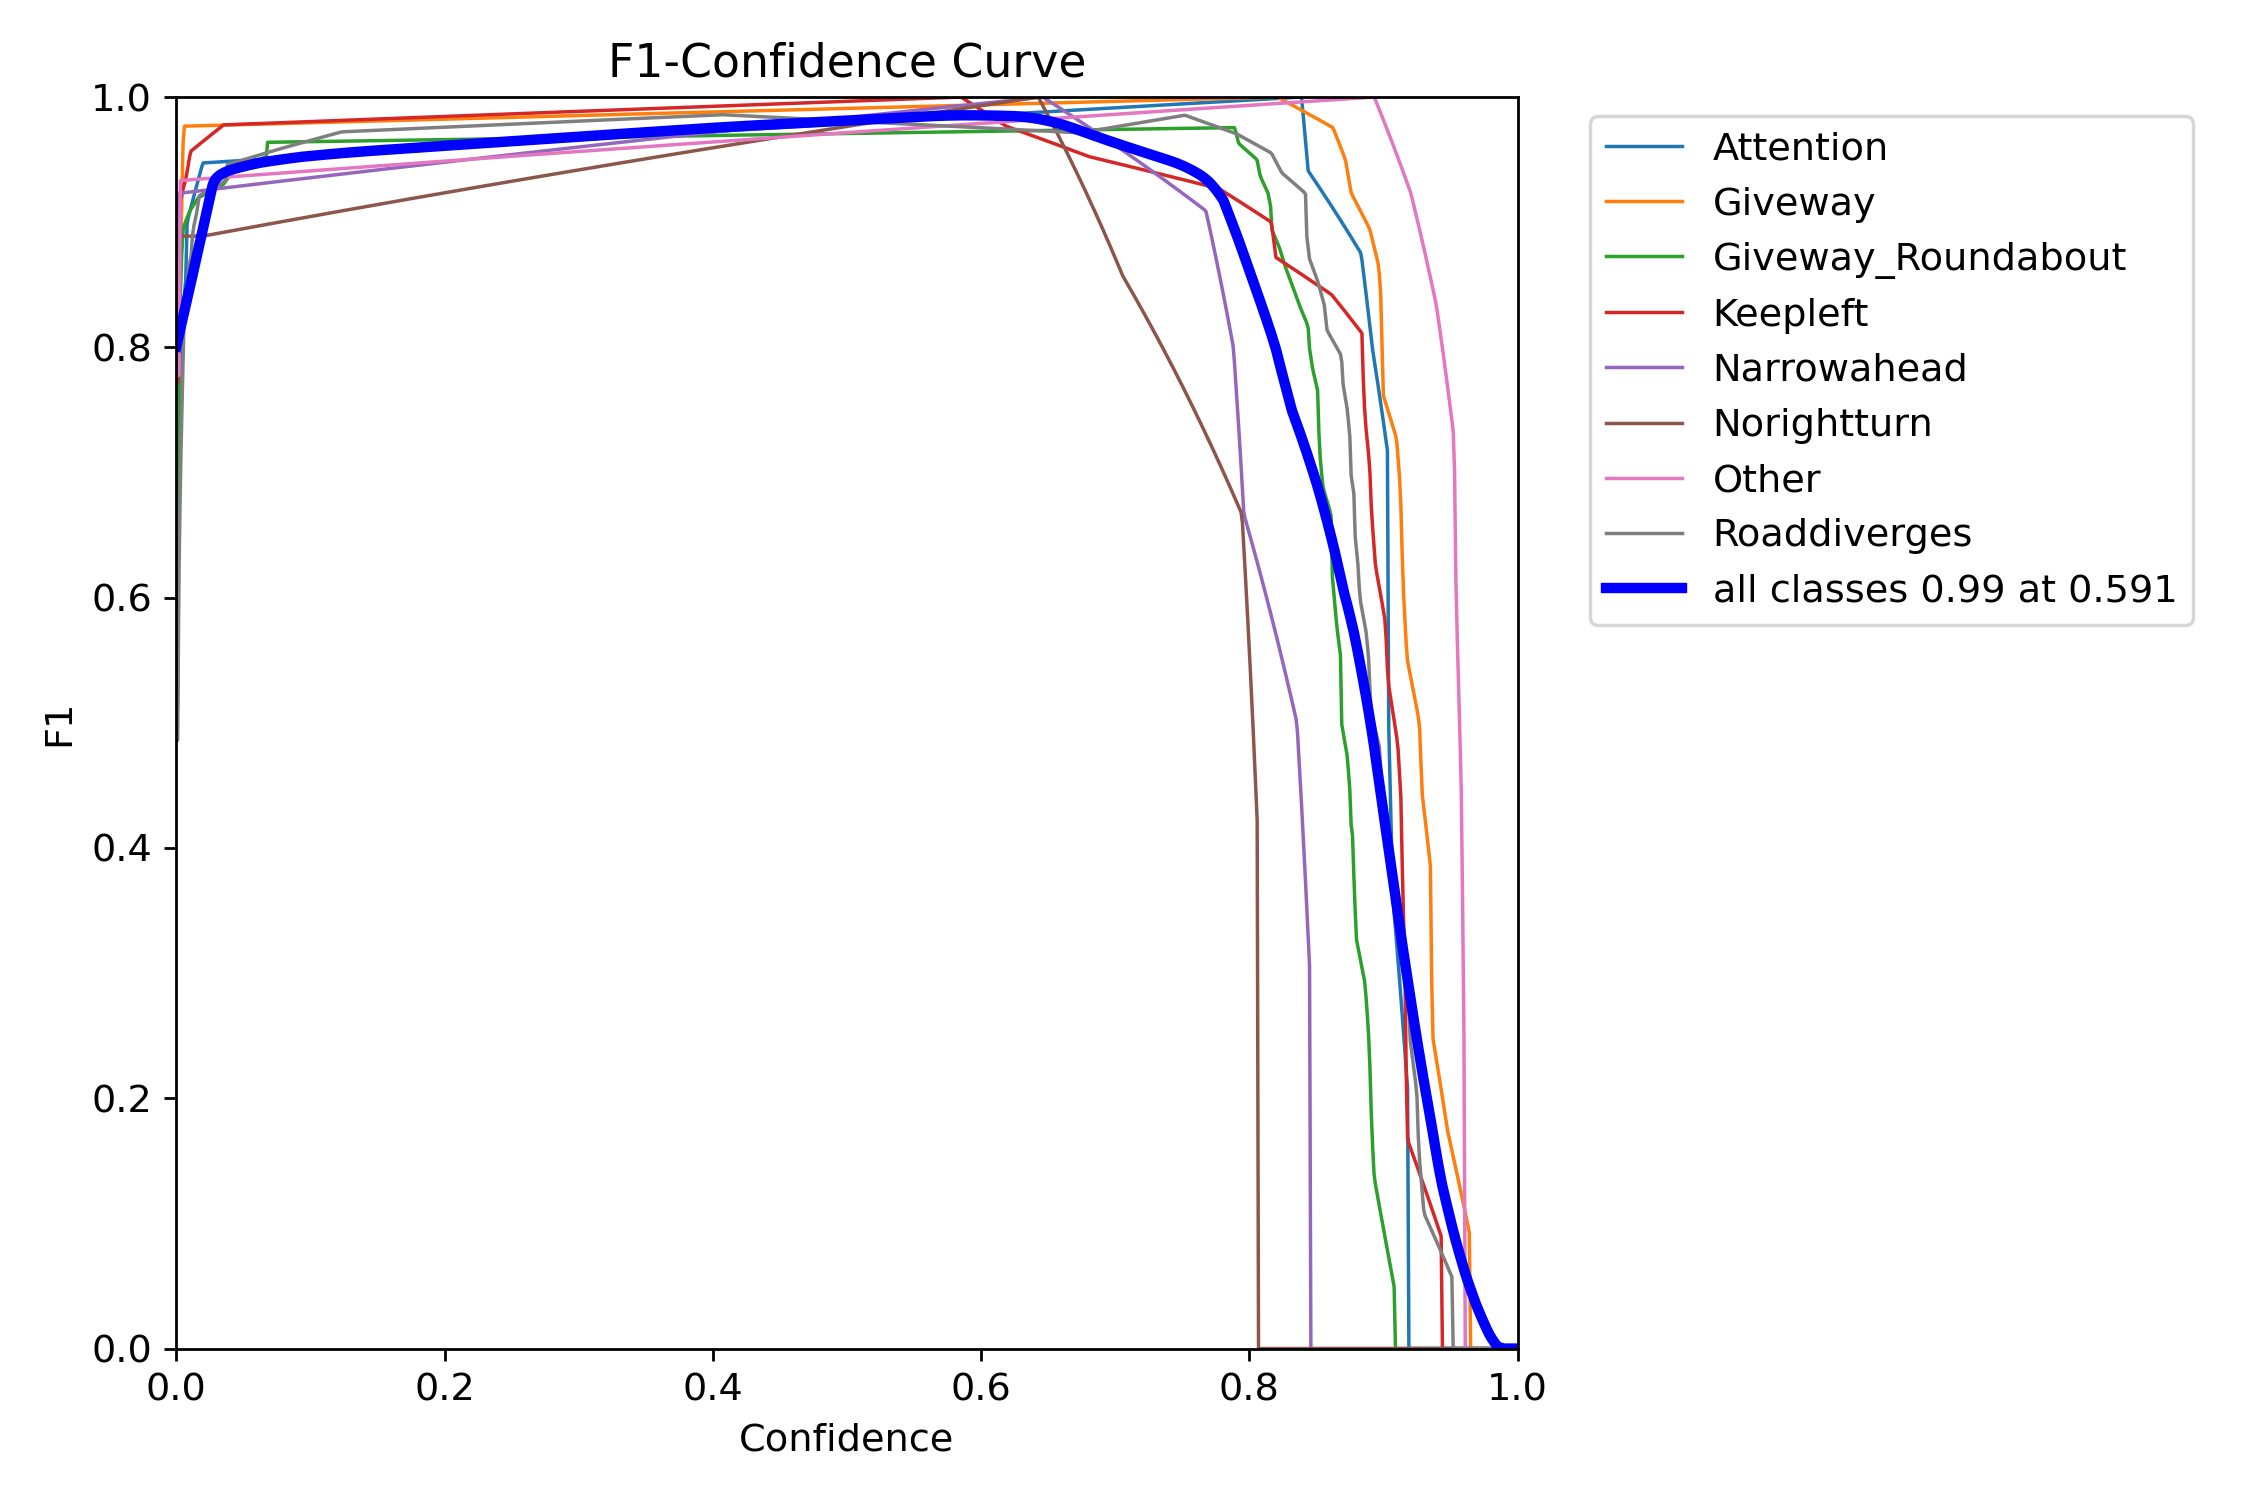 F1-Confidence Curve
1.0
0.8
0.6
0.4
0.2
0.0
F1
0.0 0.2 0.4 0.6 0.8 1.0
Confidence
Attention
Giveway
Giveway_Roundabout
Keepleft
Narrowahead
Norightturn
Other
Roaddiverges
all classes 0.99 at 0.591